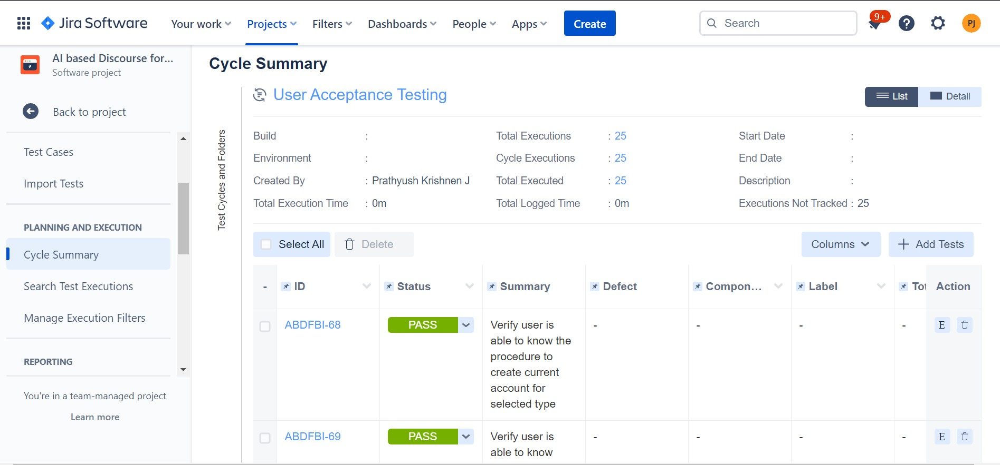 Jira Software
Your work
Projects
Filters
Dashboards
People
Apps
Create
Search
9+
?
PJ
AI based Discourse for...
Software project
Back to project
Test Cases
Import Tests
PLANNING AND EXECUTION
Cycle Summary
Search Test Executions
Manage Execution Filters
REPORTING
You're in a team-managed project
Learn more
Cycle Summary
Test Cycles and Folders
User Acceptance Testing
List
Detail
Build :
Total Executions : 25
Start Date :
Environment :
Cycle Executions : 25
End Date :
Created By : Prathyush Krishnen J
Total Executed : 25
Description :
Total Execution Time : 0m
Total Logged Time : 0m
Executions Not Tracked : 25
Select All
Delete
Columns
Add Tests
- ID Status Summary Defect Compon... Label Tot Action
ABDFBI-68 PASS Verify user is - - - - E
able to know the
procedure to
create current
account for
selected type
ABDFBI-69 PASS Verify user is - - - - E
able to know